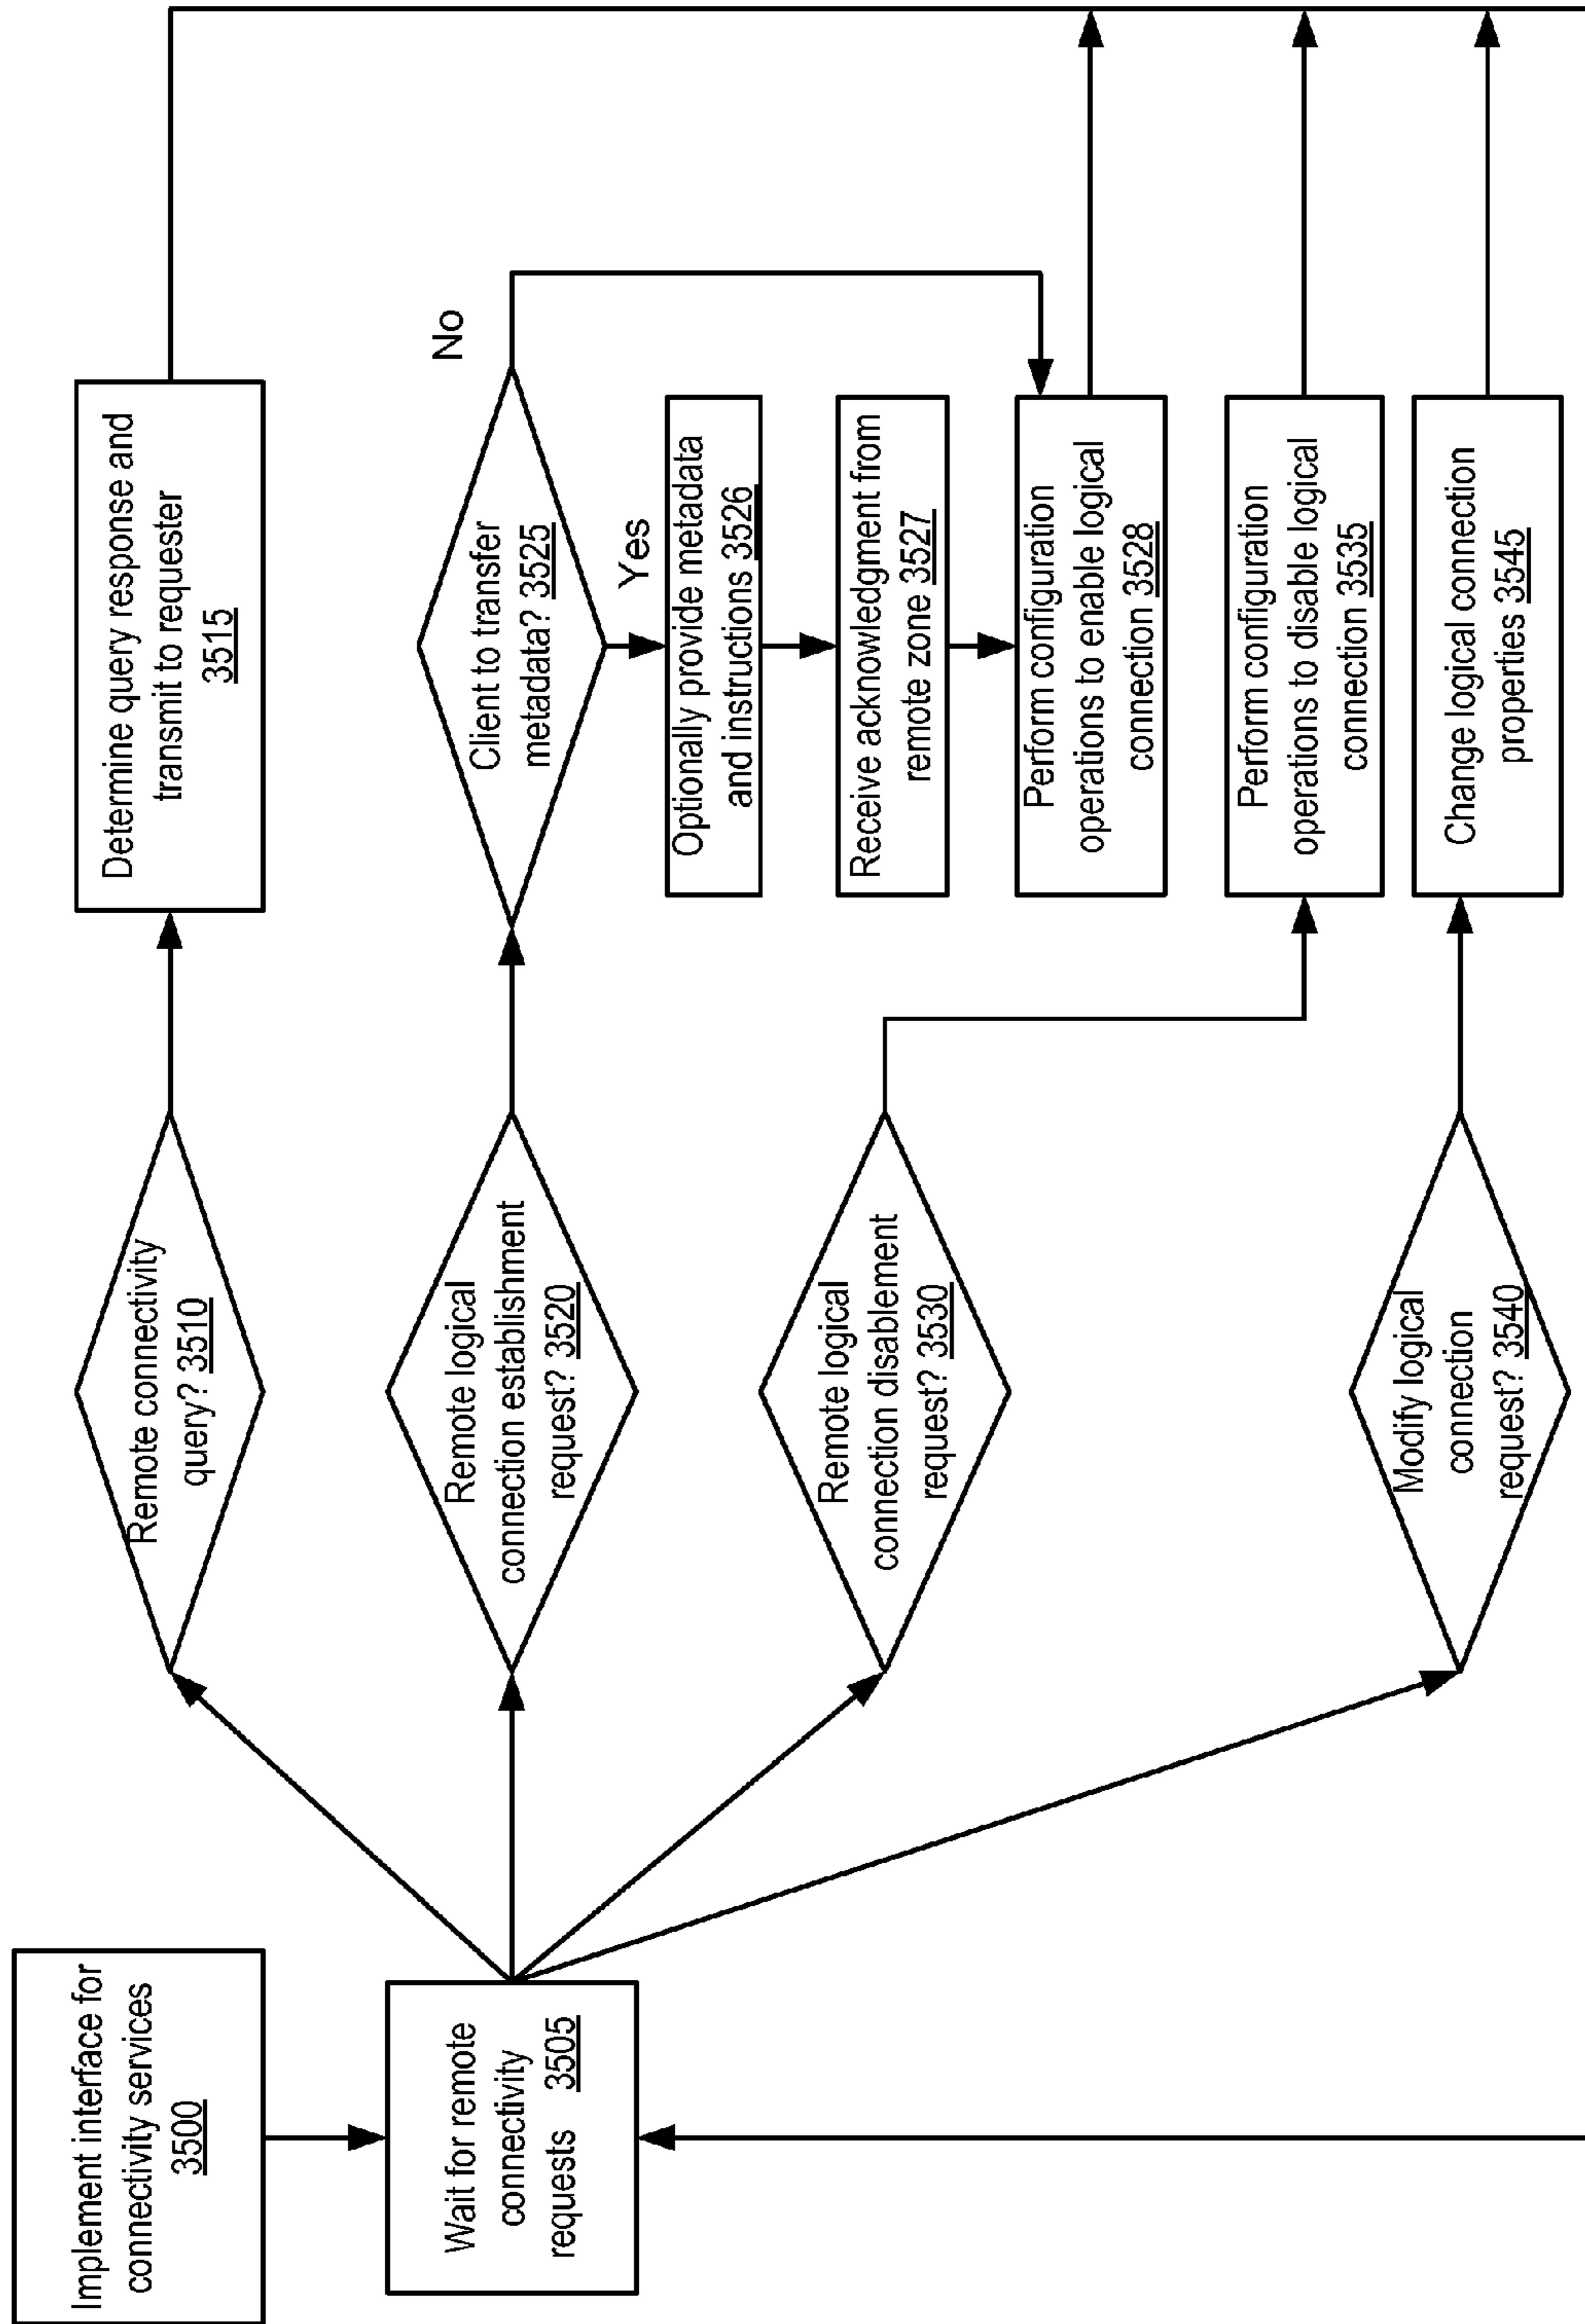 Implement interface for
connectivity services
3500
Wait for remote
connectivity
requests 3505
Remote connectivity
query? 3510
Determine query response and
transmit to requester
3515
Remote logical
connection establishment
request? 3520
Client to transfer
metadata? 3525
No
Yes
Optionally provide metadata
and instructions 3526
Receive acknowledgment from
remote zone 3527
Perform configuration
operations to enable logical
connection 3528
Remote logical
connection disablement
request? 3530
Perform configuration
operations to disable logical
connection 3535
Modify logical
connection
request? 3540
Change logical connection
properties 3545